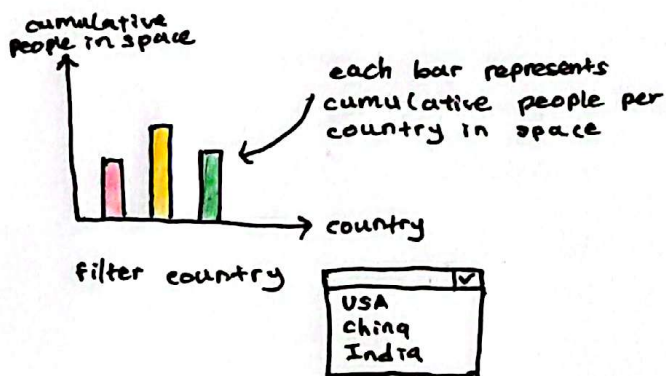 cumulative
people in space
each bar represents
cumulative people per
country in space
country
filter country
USA
China
India